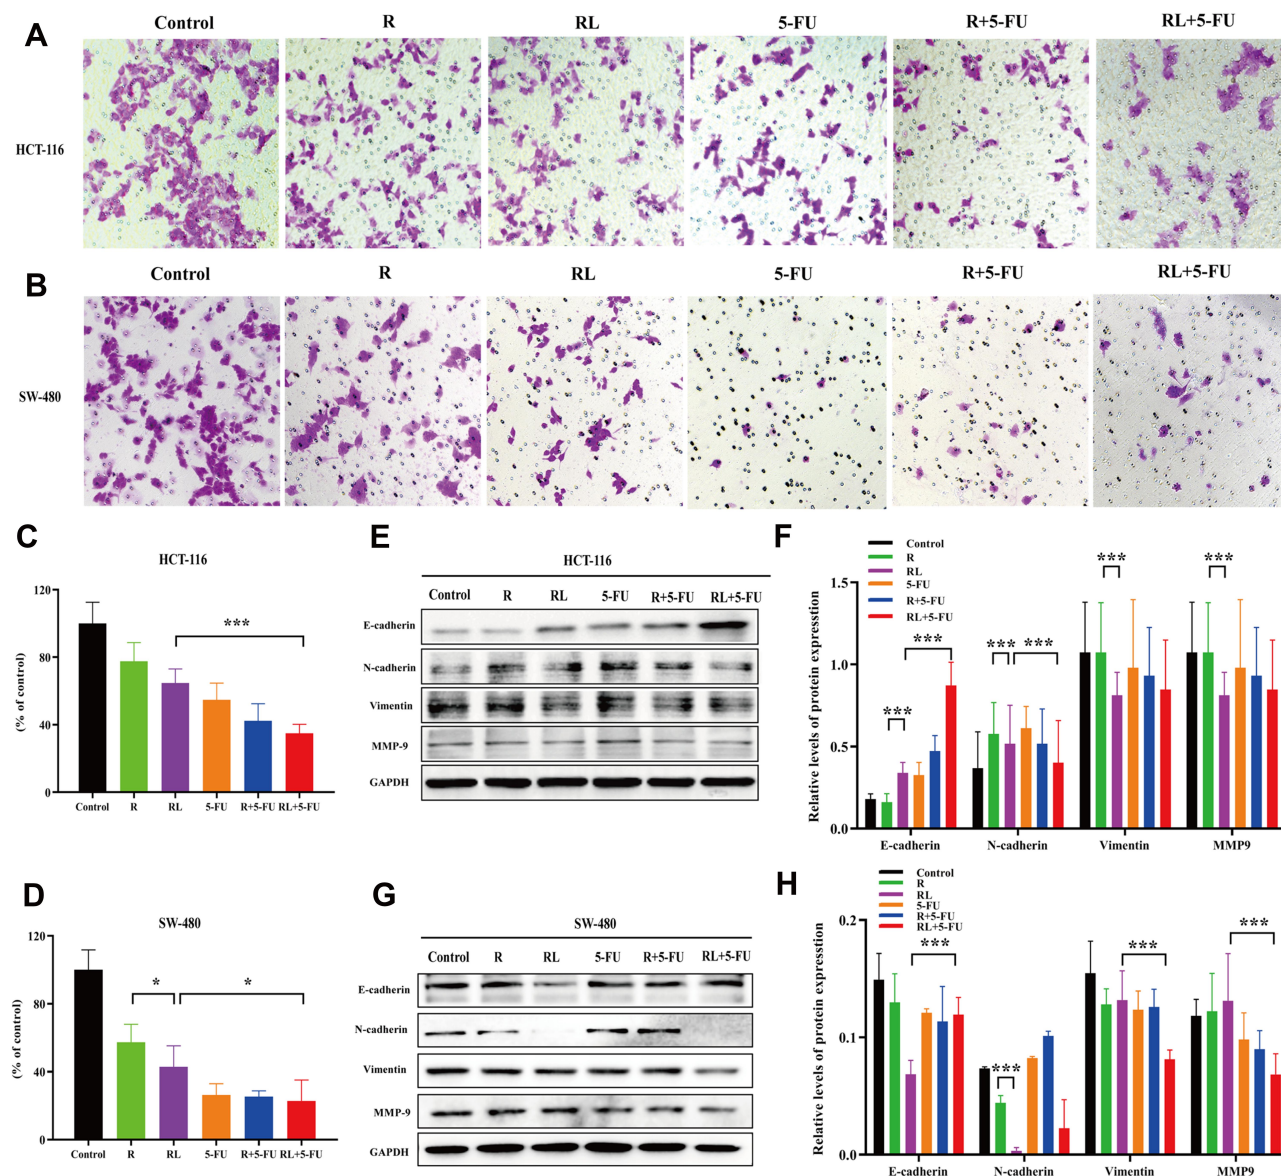 A
Control R RL 5-FU R+5-FU RL+5-FU
HCT-116
B
Control R RL 5-FU R+5-FU RL+5-FU
SW-480
C
HCT-116
(% of control)
120
80
40
0
Control R RL 5-FU R+5-FU RL+5-FU
***
D
SW-480
(% of control)
120
80
40
0
Control R RL 5-FU R+5-FU RL+5-FU
* *
E
HCT-116
Control R RL 5-FU R+5-FU RL+5-FU
E-cadherin
N-cadherin
Vimentin
MMP-9
GAPDH
F
Control
R
RL
5-FU
R+5-FU
RL+5-FU
Relative levels of protein expresstion
1.5
1.0
0.5
0.0
*** *** *** *** *** ***
E-cadherin N-cadherin Vimentin MMP9
G
SW-480
Control R RL 5-FU R+5-FU RL+5-FU
E-cadherin
N-cadherin
Vimentin
MMP-9
GAPDH
H
Control
R
RL
5-FU
R+5-FU
RL+5-FU
Relative levels of protein expresstion
0.2
0.1
0.0
*** *** *** ***
E-cadherin N-cadherin Vimentin MMP9